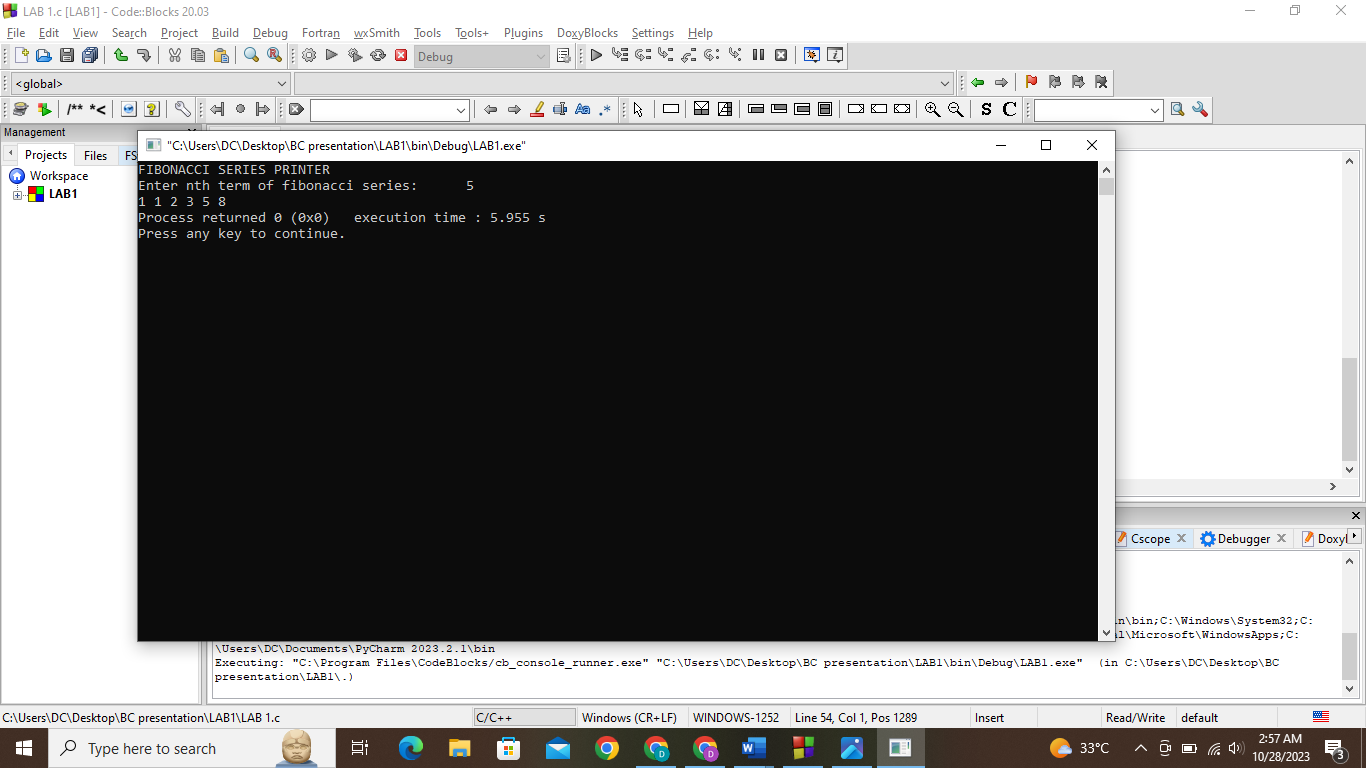 LAB 1.c [LAB1] - Code::Blocks 20.03
File Edit View Search Project Build Debug Fortran wxSmith Tools Tools+ Plugins DoxyBlocks Settings Help
Debug
<global>
/** *<
Aa .*
S C
Management
Projects Files FS
Workspace
LAB1
"C:\Users\DC\Desktop\BC presentation\LAB1\bin\Debug\LAB1.exe"
FIBONACCI SERIES PRINTER
Enter nth term of fibonacci series: 5
1 1 2 3 5 8
Process returned 0 (0x0) execution time : 5.955 s
Press any key to continue.
Cscope Debugger
n\bin;C:\Windows\System32;C:
l\Microsoft\WindowsApps;C:
\Users\DC\Documents\PyCharm 2023.2.1\bin
Executing: "C:\Program Files\CodeBlocks/cb_console_runner.exe" "C:\Users\DC\Desktop\BC presentation\LAB1\bin\Debug\LAB1.exe" (in C:\Users\DC\Desktop\BC
presentation\LAB1\.)
C:\Users\DC\Desktop\BC presentation\LAB1\LAB 1.c C/C++ Windows (CR+LF) WINDOWS-1252 Line 54, Col 1, Pos 1289 Insert Read/Write default
Type here to search
33°C
2:57 AM
10/28/2023
3